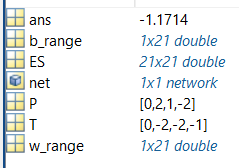 ans -1.1714
b_range 1x21 double
ES 21x21 double
net 1x1 network
P [0,2,1,-2]
T [0,-2,-2,-1]
w_range 1x21 double